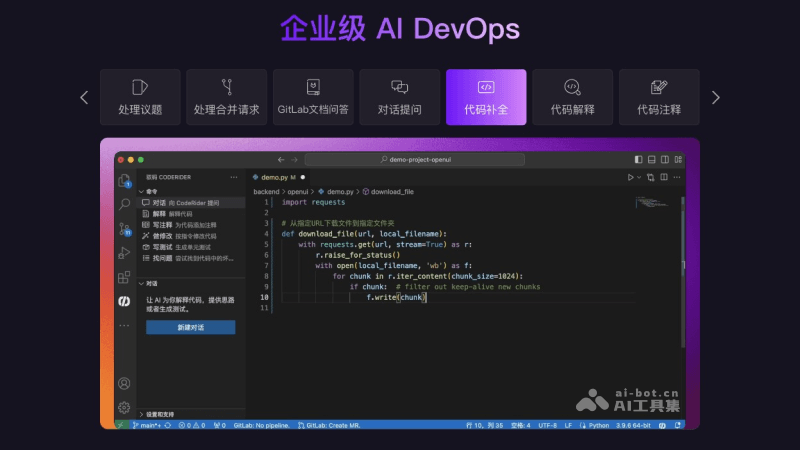 企业级 AI DevOps
处理议题
处理合并请求
GitLab文档问答
对话提问
代码补全
代码解释
代码注释
demo-project-openul
驭码 CODERIDER
命令
对话 向 CodeRider 提问
解释 解释代码
写注释 为代码添加注释
做修改 按指令修改代码
写测试 生成单元测试
找问题 尝试找到代码中的坏...
对话
让 AI 为你解释代码，提供思路
或者生成测试。
新建对话
设置和支持
demo.py M
backend > openul > demo.py > download_file
1 import requests
2
3 # 从指定URL下载文件到指定文件夹
4 def download_file(url, local_filename):
5 with requests.get(url, stream=True) as r:
6 r.raise_for_status()
7 with open(local_filename, 'wb') as f:
8 for chunk in r.iter_content(chunk_size=1024):
9 if chunk: # filter out keep-alive new chunks
10 f.write(chunk)
11
ai-bot.cn
AI工具集
main*+ 0 0 0 GitLab: No pipeline. GitLab: Create MR. 行 10，列 35 空格: 4 UTF-8 LF Python 3.9.6 64-bit